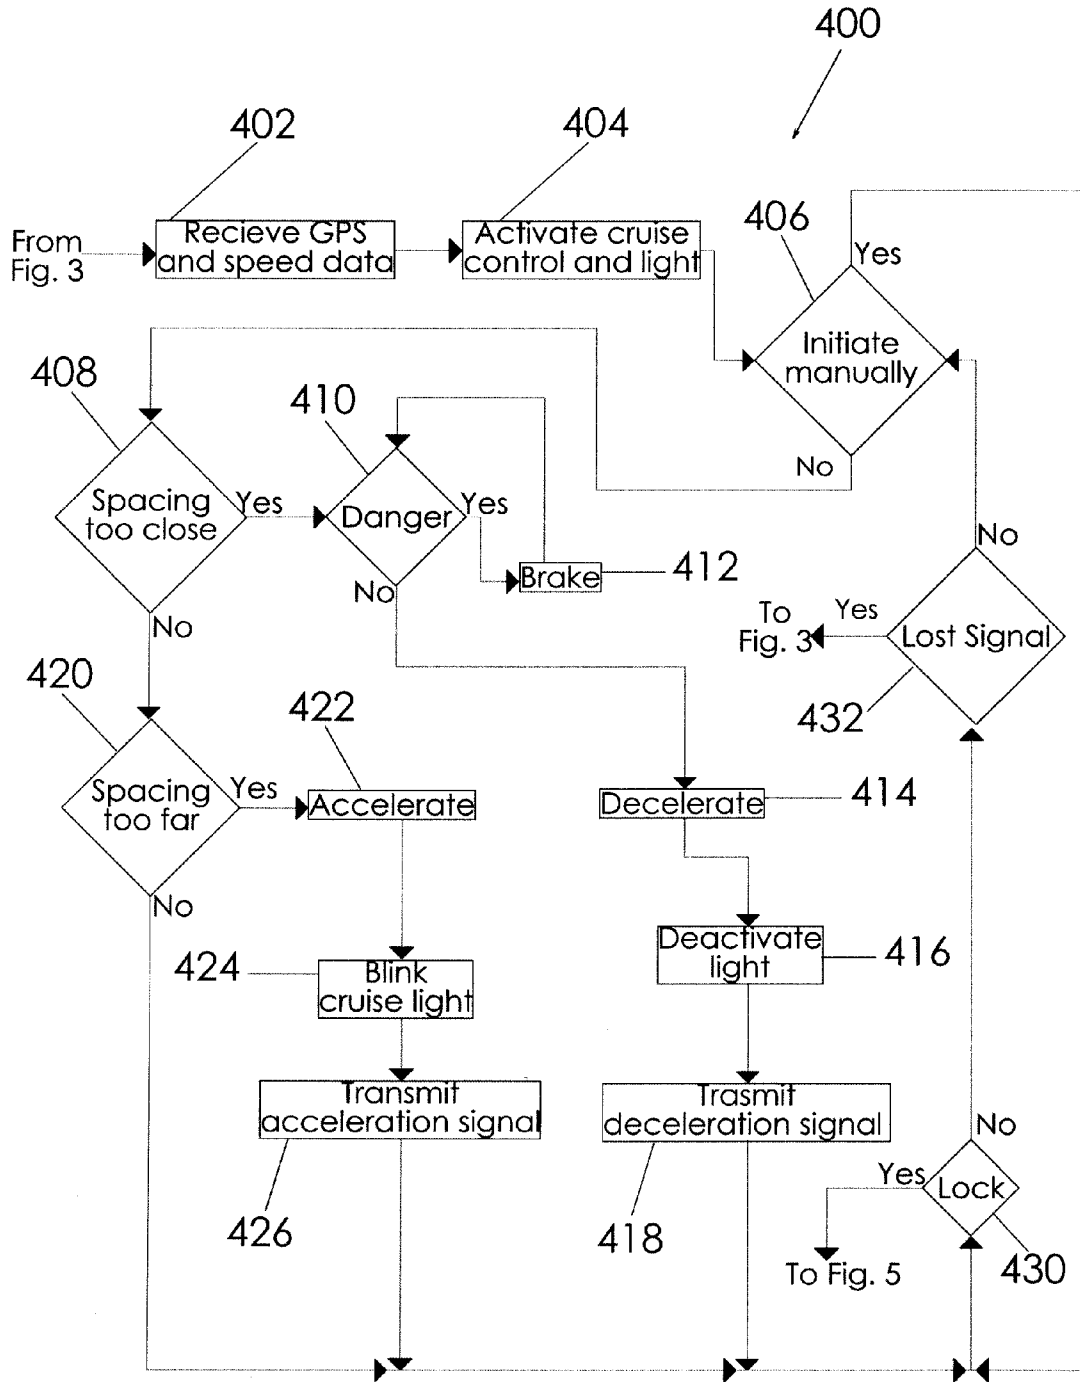 400
402
404
406
From
Fig. 3
Recieve GPS
and speed data
Activate cruise
control and light
Yes
Initiate
manually
No
408
410
Spacing
too close
Yes
Danger
Yes
Brake
412
No
No
No
To
Fig. 3
Yes
Lost Signal
432
420
422
Spacing
too far
Yes
Accelerate
Decelerate
414
No
424
Blink
cruise light
Deactivate
light
416
Transmit
acceleration signal
Trasmit
deceleration signal
No
Yes
Lock
426
418
To Fig. 5
430